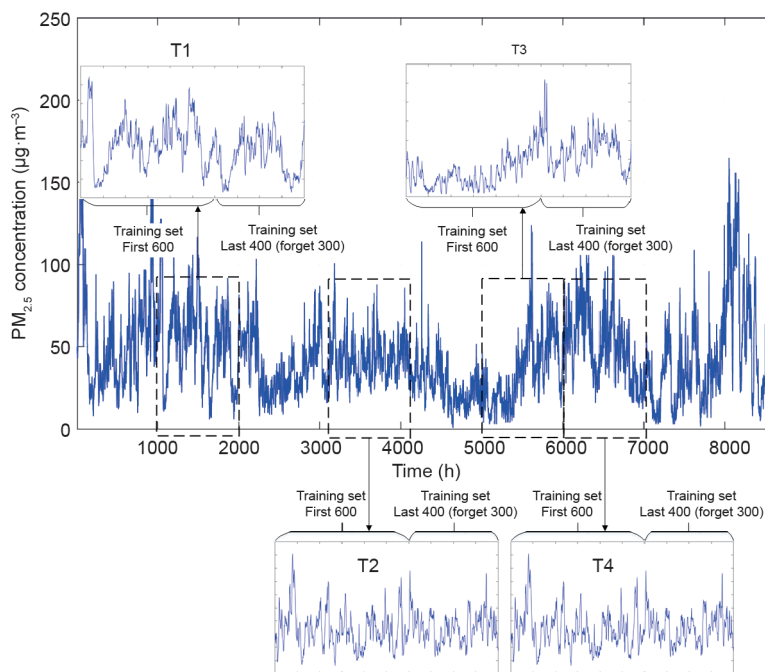 250
200
150
100
50
0
PM2.5 concentration (μg·m−3)
T1
T3
Training set
First 600
Training set
Last 400 (forget 300)
Training set
First 600
Training set
Last 400 (forget 300)
1000 2000 3000 4000 5000 6000 7000 8000
Time (h)
Training set
First 600
Training set
Last 400 (forget 300)
Training set
First 600
Training set
Last 400 (forget 300)
T2
T4